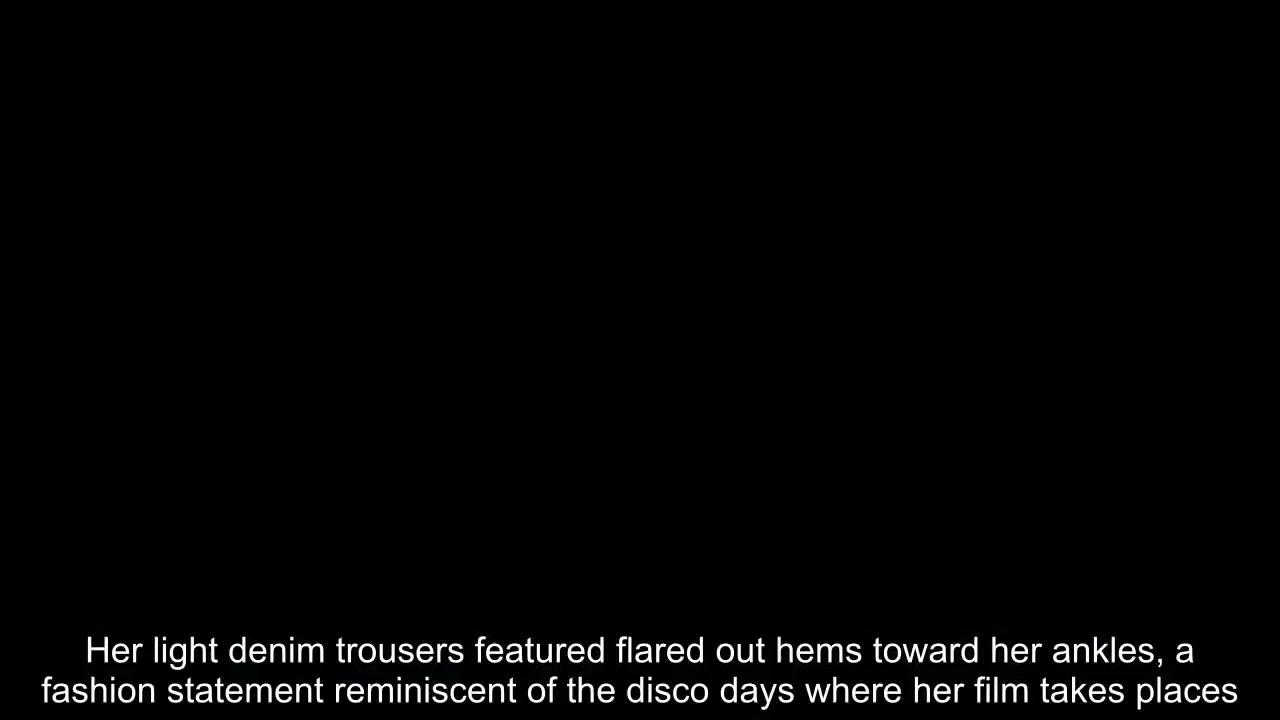 Her light denim trousers featured flared out hems toward her ankles, a
fashion statement reminiscent of the disco days where her film takes places